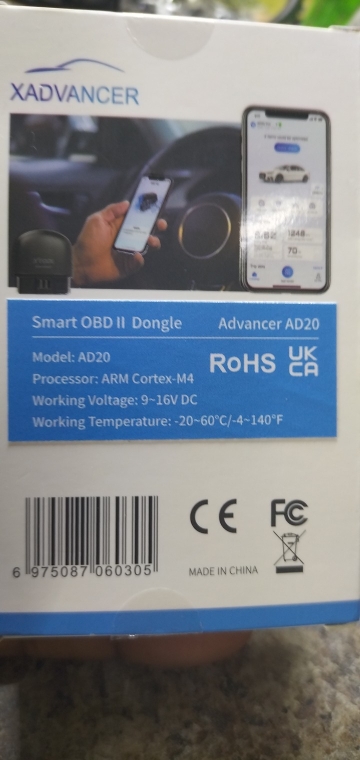 XADVANCER
Smart OBD II Dongle
Advancer AD20
Model: AD20
RoHS
UK
CA
Processor: ARM Cortex-M4
Working Voltage: 9~16V DC
Working Temperature: -20~60°C/-4~140°F
CE
FC
6 975087 060305
MADE IN CHINA